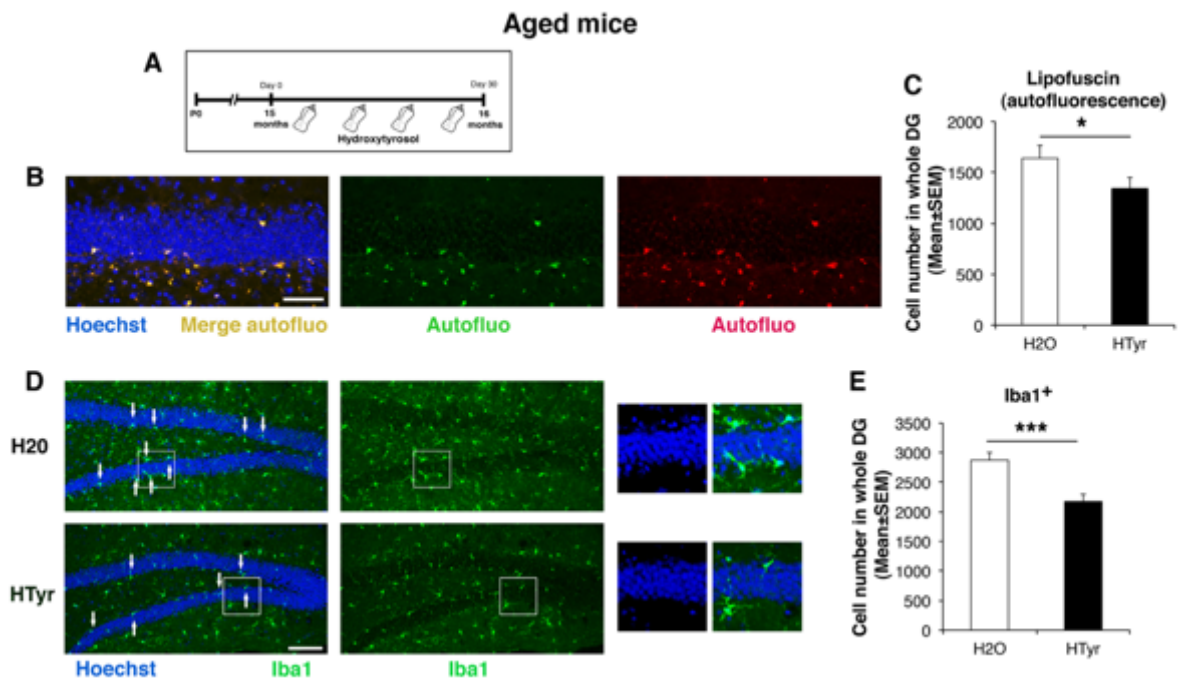 Aged mice
A
Day 0
Day 30
P0
15
months
16
months
Hydroxytyrosol
B
Hoechst
Merge autofluo
Autofluo
Autofluo
C
Lipofuscin
(autofluorescence)
*
Cell number in whole DG
(Mean±SEM)
2000
1500
1000
500
0
H2O
HTyr
D
H20
HTyr
Hoechst
Iba1
Iba1
E
Iba1+
***
Cell number in whole DG
(Mean±SEM)
3500
3000
2500
2000
1500
1000
500
0
H2O
HTyr